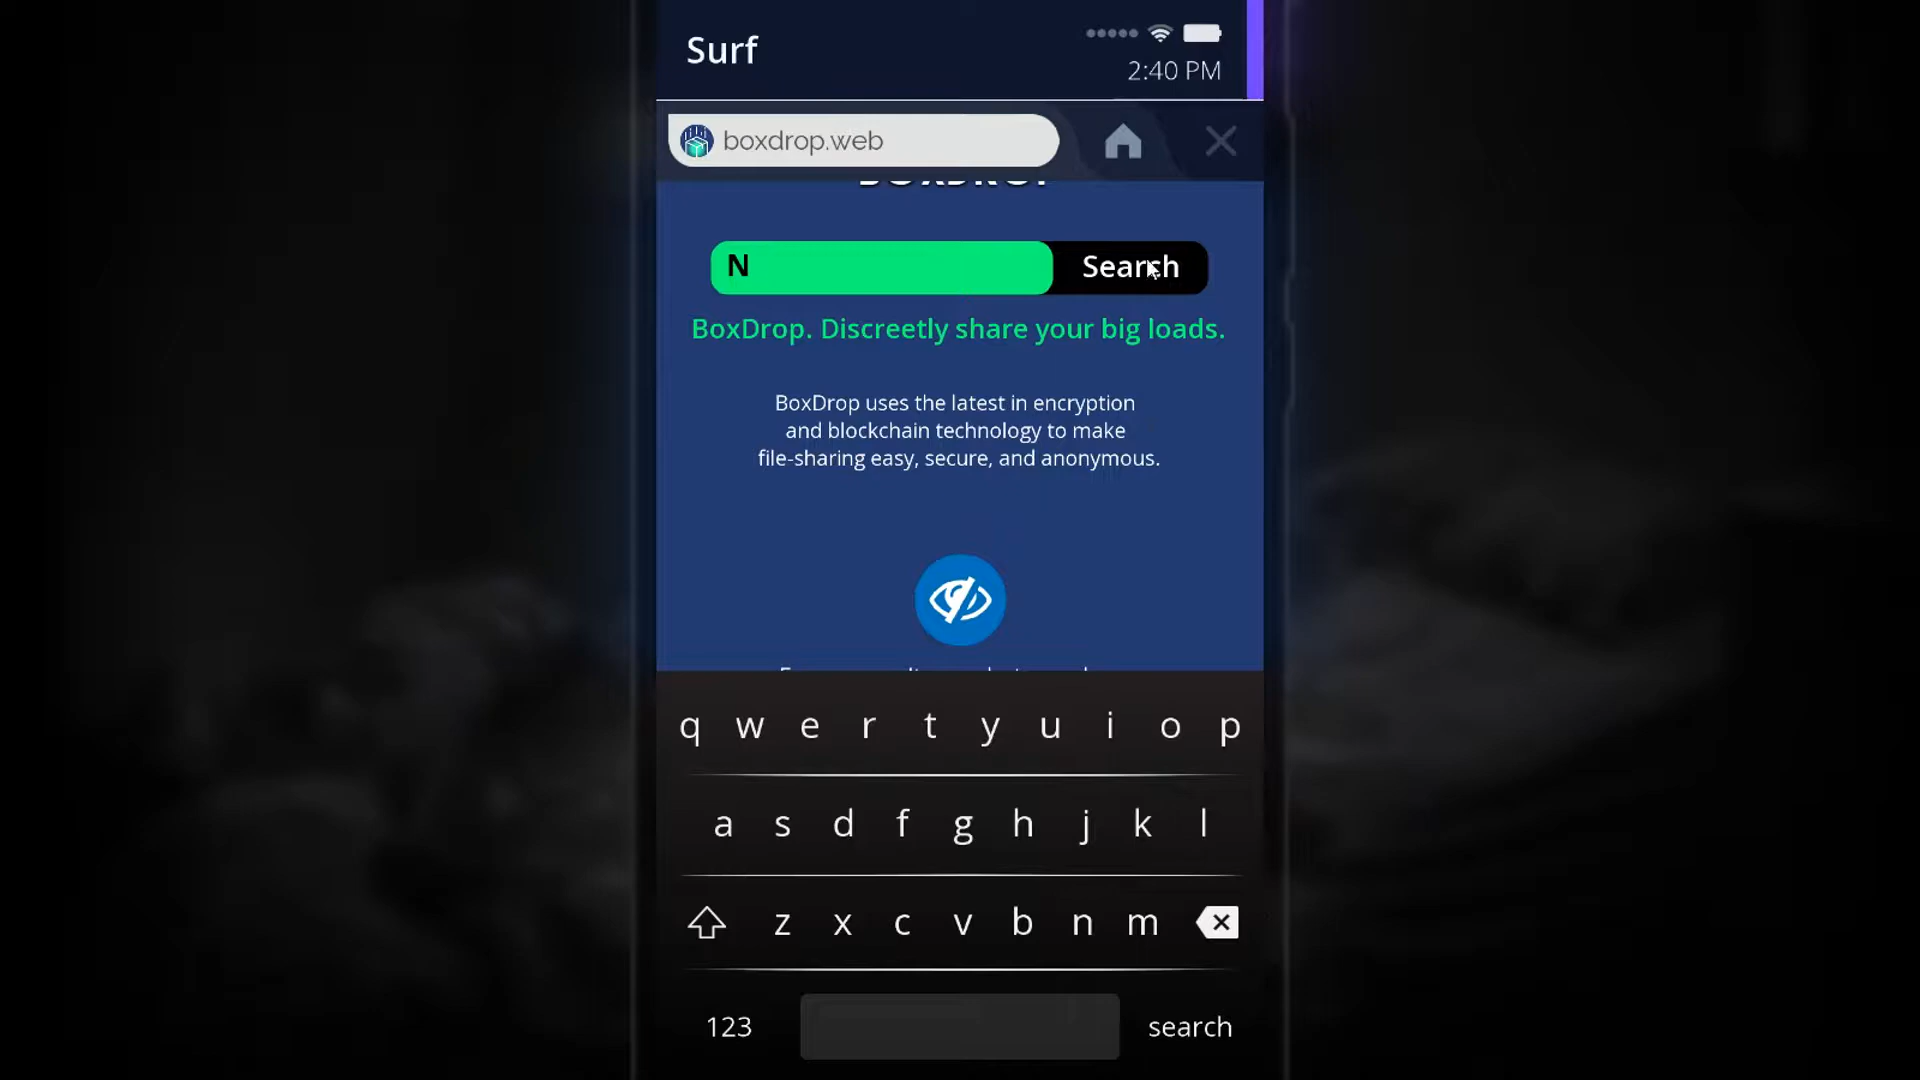 Surf
2:40 PM
boxdrop.web
BOXDROP
N
Search
BoxDrop. Discreetly share your big loads.
BoxDrop uses the latest in encryption
and blockchain technology to make
file-sharing easy, secure, and anonymous.
q w e r t y u i o p
a s d f g h j k l
z x c v b n m
123
search